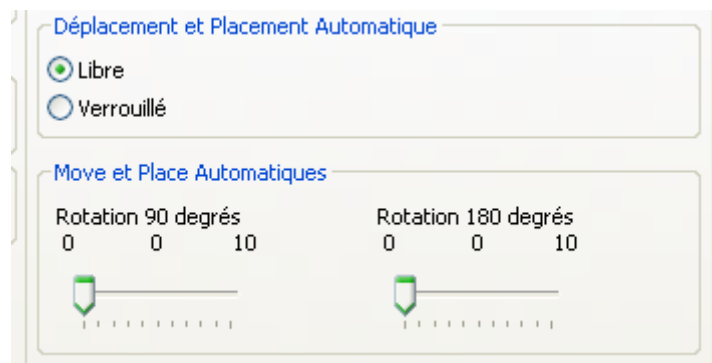 Déplacement et Placement Automatique
Libre
Verrouillé
Move et Place Automatiques
Rotation 90 degrés Rotation 180 degrés
0 0 10 0 0 10